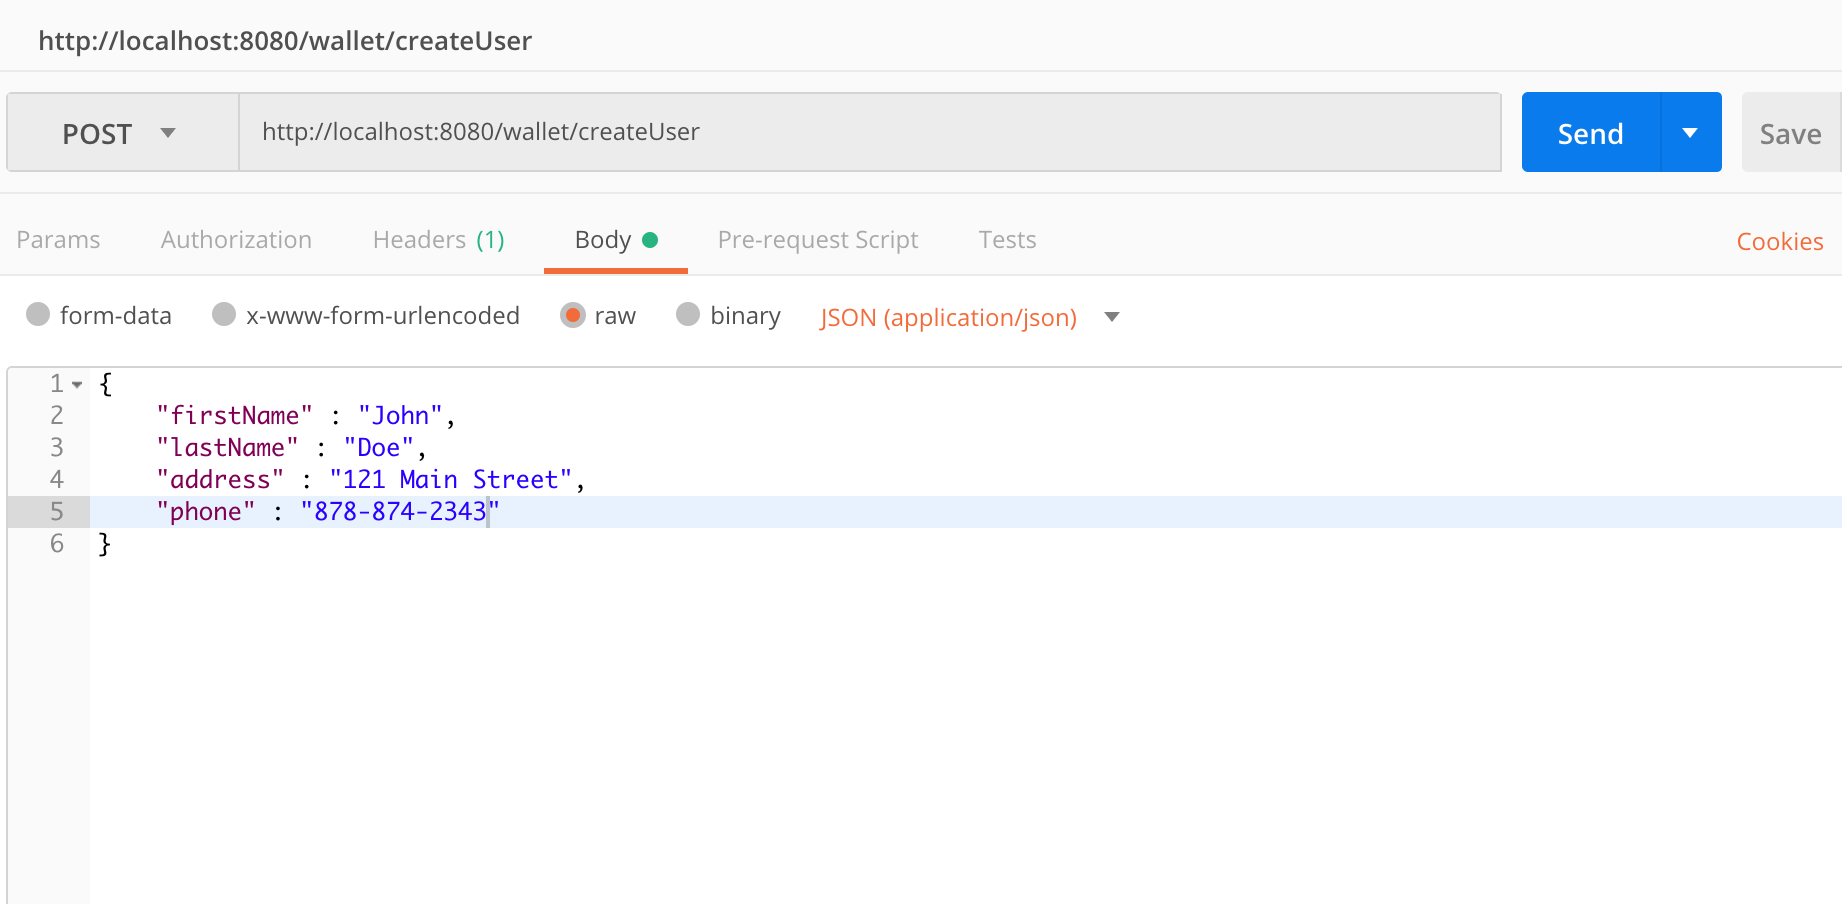 http://localhost:8080/wallet/createUser
POST http://localhost:8080/wallet/createUser Send Save
Params Authorization Headers (1) Body Pre-request Script Tests Cookies
form-data x-www-form-urlencoded raw binary JSON (application/json)
1 {
2 "firstName" : "John",
3 "lastName" : "Doe",
4 "address" : "121 Main Street",
5 "phone" : "878-874-2343"
6 }